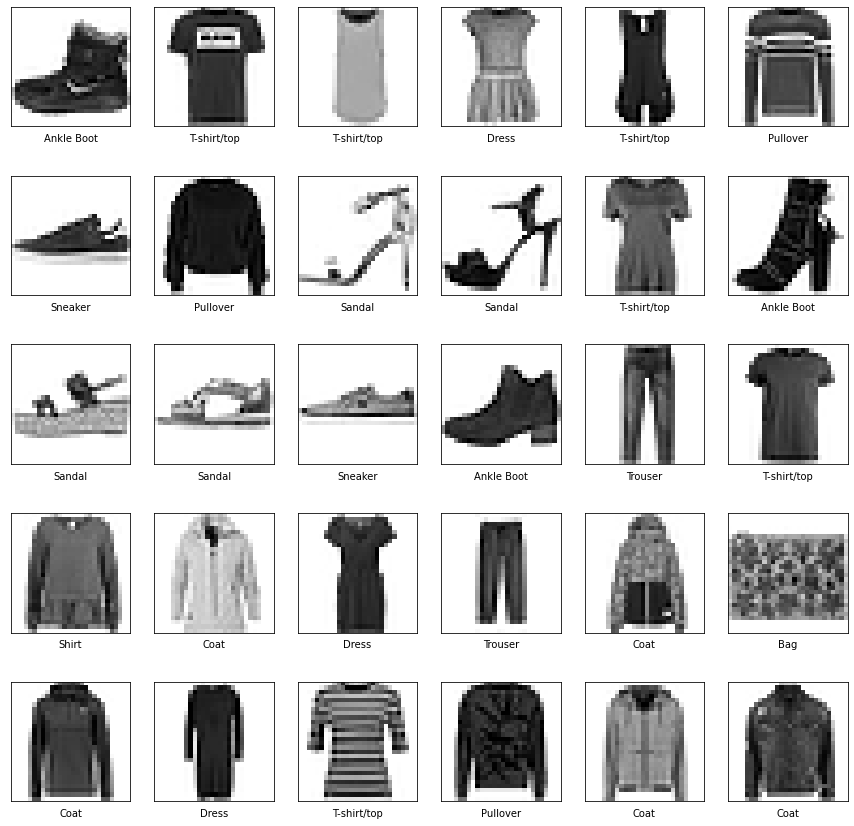 Ankle Boot
T-shirt/top
T-shirt/top
Dress
T-shirt/top
Pullover
Sneaker
Pullover
Sandal
Sandal
T-shirt/top
Ankle Boot
Sandal
Sandal
Sneaker
Ankle Boot
Trouser
T-shirt/top
Shirt
Coat
Dress
Trouser
Coat
Bag
Coat
Dress
T-shirt/top
Pullover
Coat
Coat